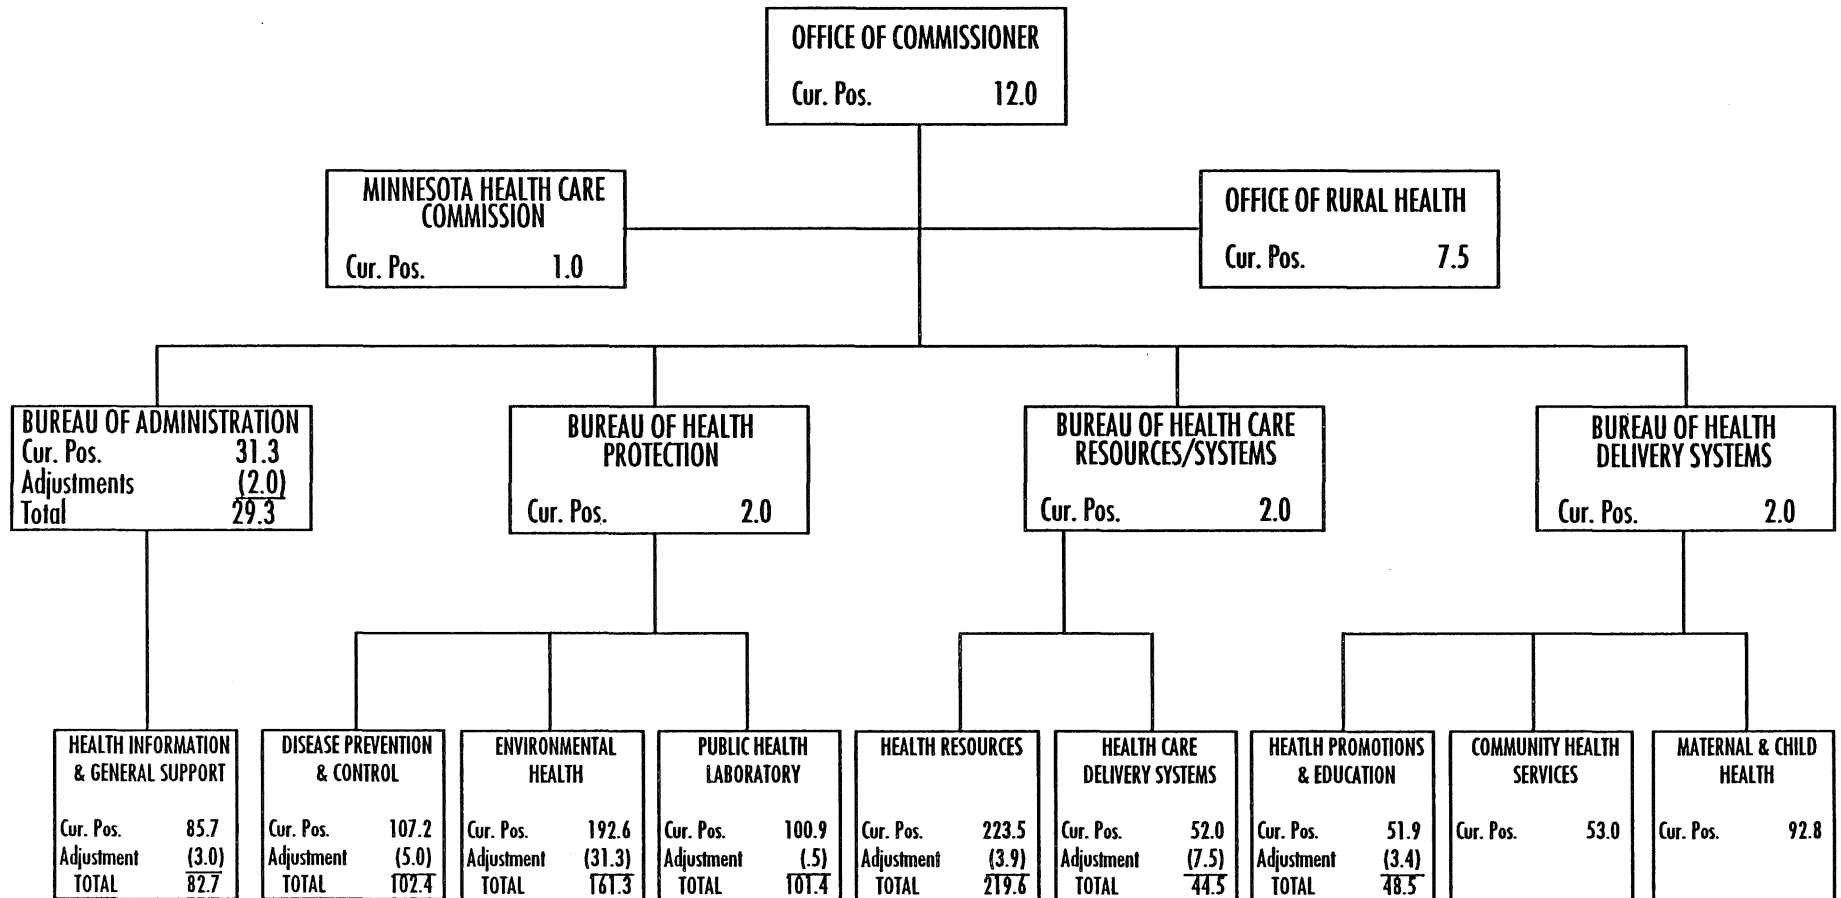 OFFICE OF COMMISSIONER
Cur. Pos. 12.0
MINNESOTA HEALTH CARE
COMMISSION
Cur. Pos. 1.0
OFFICE OF RURAL HEALTH
Cur. Pos. 7.5
BUREAU OF ADMINISTRATION
Cur. Pos. 31.3
Adjustments (2.0)
Total 29.3
BUREAU OF HEALTH
PROTECTION
Cur. Pos. 2.0
BUREAU OF HEALTH CARE
RESOURCES/SYSTEMS
Cur. Pos. 2.0
BUREAU OF HEALTH
DELIVERY SYSTEMS
Cur. Pos. 2.0
HEALTH INFORMATION
& GENERAL SUPPORT
Cur. Pos. 85.7
Adjustment (3.0)
TOTAL 82.7
DISEASE PREVENTION
& CONTROL
Cur. Pos. 107.2
Adjustment (5.0)
TOTAL 102.4
ENVIRONMENTAL
HEALTH
Cur. Pos. 192.6
Adjustment (31.3)
TOTAL 161.3
PUBLIC HEALTH
LABORATORY
Cur. Pos. 100.9
Adjustment (.5)
TOTAL 101.4
HEALTH RESOURCES
Cur. Pos. 223.5
Adjustment (3.9)
TOTAL 219.6
HEALTH CARE
DELIVERY SYSTEMS
Cur. Pos. 52.0
Adjustment (7.5)
TOTAL 44.5
HEATLH PROMOTIONS
& EDUCATION
Cur. Pos. 51.9
Adjustment (3.4)
TOTAL 48.5
COMMUNITY HEALTH
SERVICES
Cur. Pos. 53.0
MATERNAL & CHILD
HEALTH
Cur. Pos. 92.8